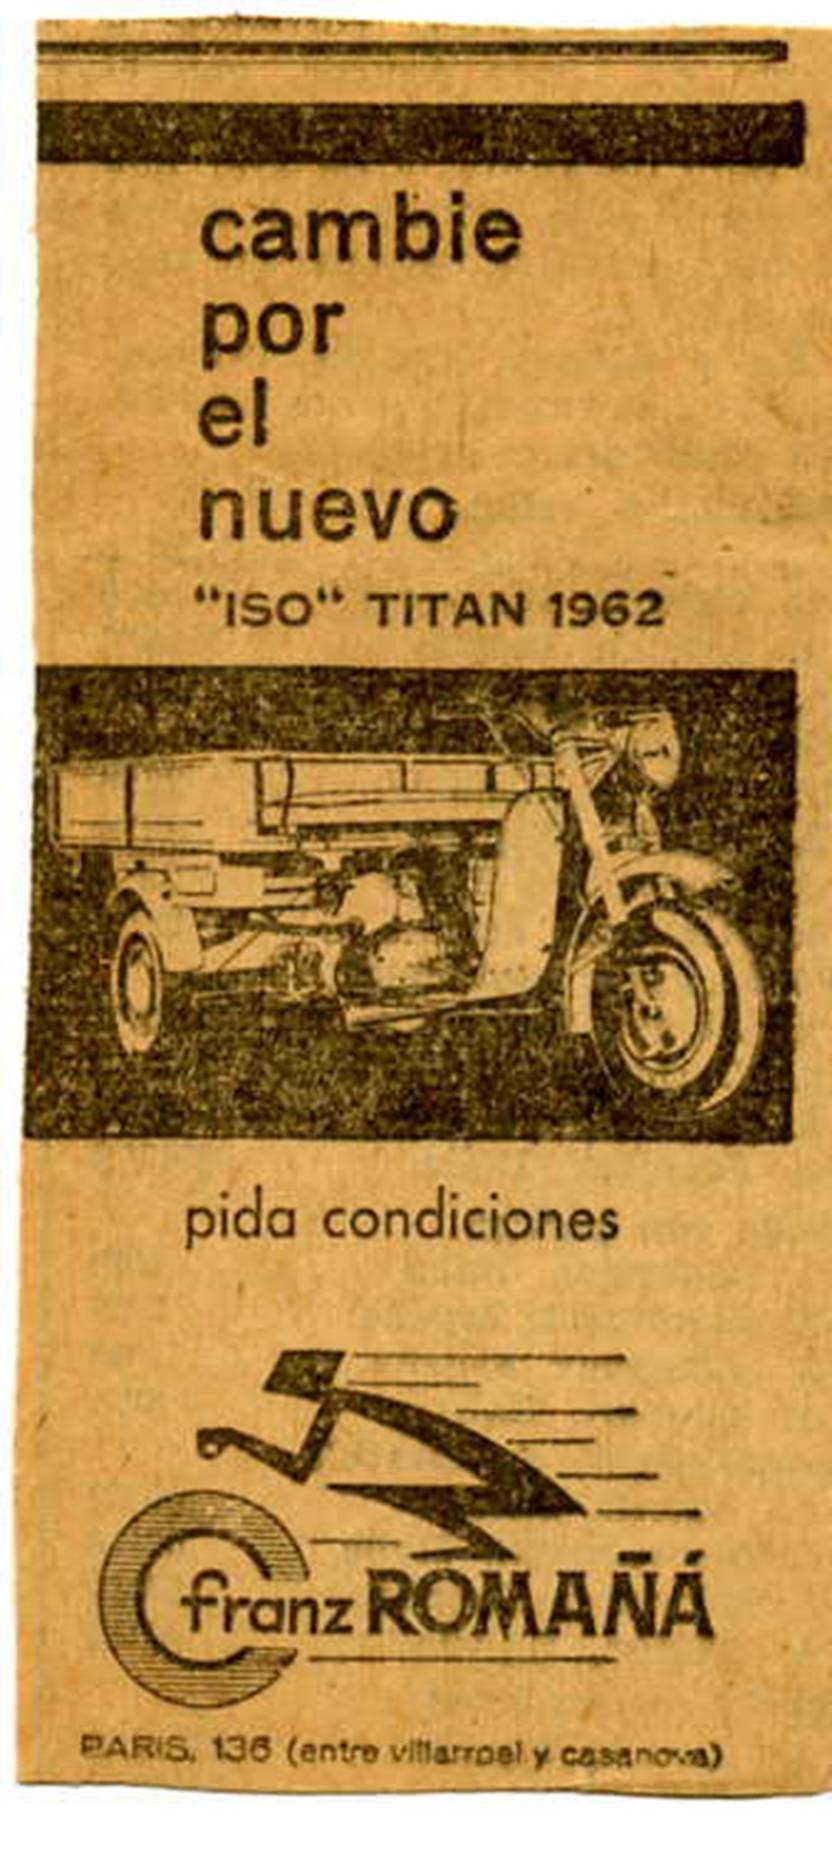 cambie
por
el
nuevo
“ISO“ TITAN 1962
pida condiciones
franz ROMAÑÁ
PARIS, 136 (entre villarroel y casanova)